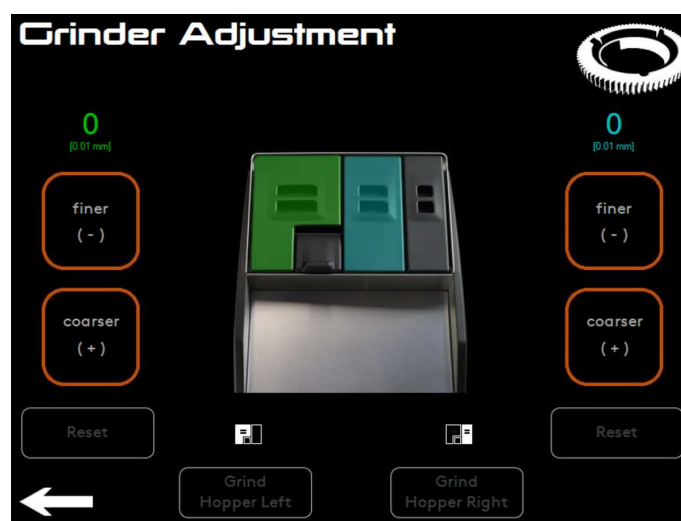 Grinder Adjustment
0
[0.01 mm]
0
[0.01 mm]
finer
( - )
finer
( - )
coarser
( + )
coarser
( + )
Reset
Reset
Grind
Hopper Left
Grind
Hopper Right